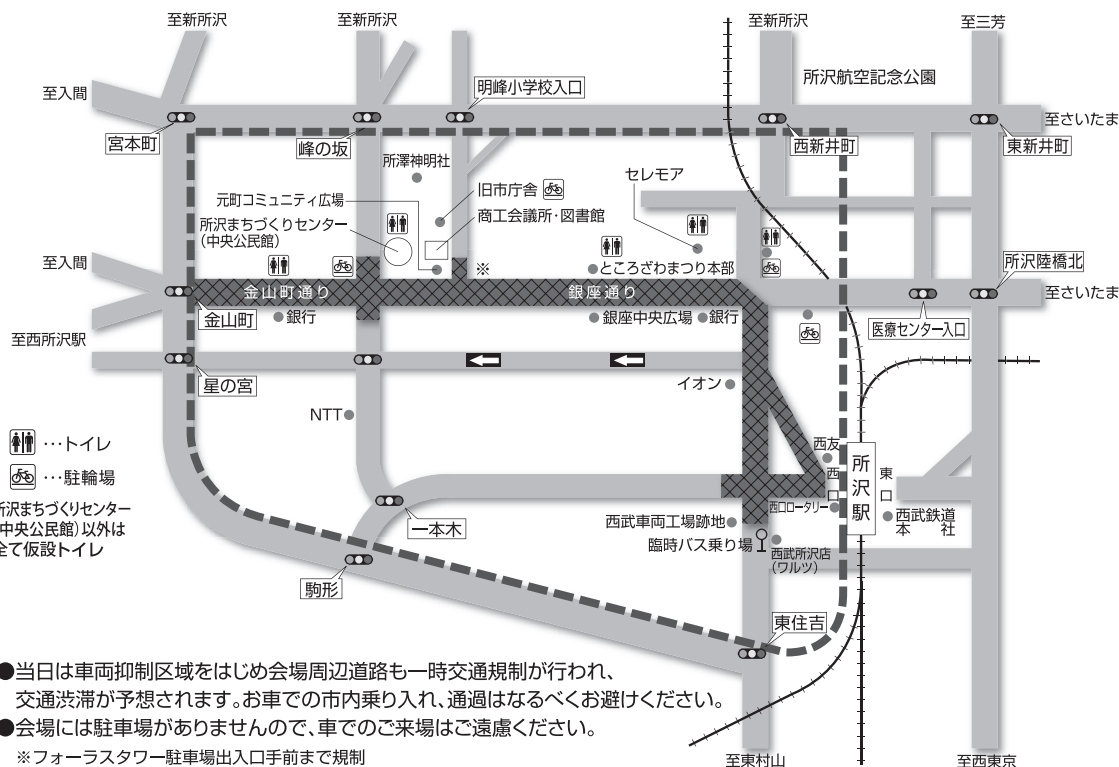 至新所沢
至新所沢
至新所沢
至三芳
至入間
明峰小学校入口
所沢航空記念公園
至さいたま
宮本町
峰の坂
西新井町
東新井町
所澤神明社
セレモア
元町コミュニティ広場
旧市庁舎
所沢まちづくりセンター
(中央公民館)
商工会議所・図書館
至入間
※
ところざわまつり本部
所沢陸橋北
金山町通り
銀座通り
至さいたま
金山町
銀行
銀座中央広場
銀行
医療センター入口
至西所沢駅
星の宮
イオン
NTT
…トイレ
…駐輪場
所沢まちづくりセンター
(中央公民館)以外は
全て仮設トイレ
西友
西口
所沢駅
東口
西口ロータリー
一本木
西武車両工場跡地
西武鉄道
本社
臨時バス乗り場
西武所沢店
(ワルツ)
駒形
東住吉
●当日は車両抑制区域をはじめ会場周辺道路も一時交通規制が行われ、
交通渋滞が予想されます。お車での市内乗り入れ、通過はなるべくお避けください。
●会場には駐車場がありませんので、車でのご来場はご遠慮ください。
※フォーラスタワー駐車場出入口手前まで規制
至東村山
至西東京